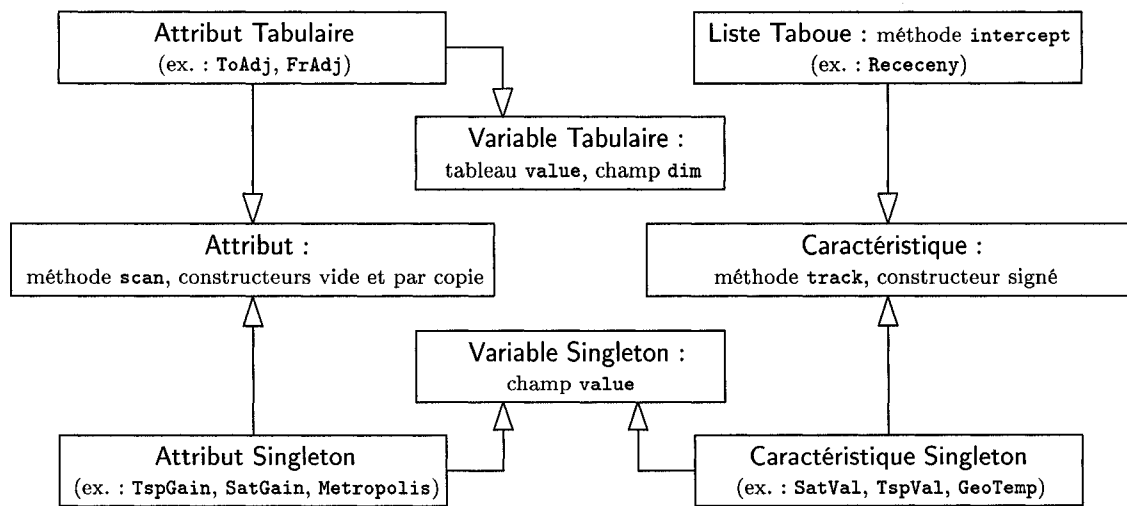 Attribut Tabulaire
(ex. : ToAdj, FrAdj)
Liste Taboue : méthode intercept
(ex. : Receceny)
Variable Tabulaire :
tableau value, champ dim
Attribut :
méthode scan, constructeurs vide et par copie
Caractéristique :
méthode track, constructeur signé
Variable Singleton :
champ value
Attribut Singleton
(ex. : TspGain, SatGain, Metropolis)
Caractéristique Singleton
(ex. : SatVal, TspVal, GeoTemp)